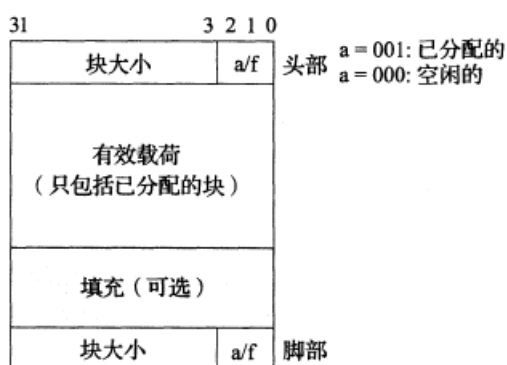 31 3 2 1 0
块大小 a/f 头部 a = 001: 已分配的
a = 000: 空闲的
有效载荷
（只包括已分配的块）
填充（可选）
块大小 a/f 脚部